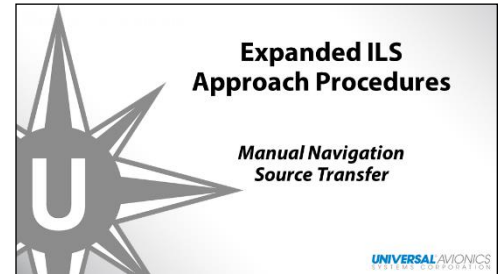 Expanded ILS
Approach Procedures
Manual Navigation
Source Transfer
U
UNIVERSAL AVIONICS
SYSTEMS CORPORATION